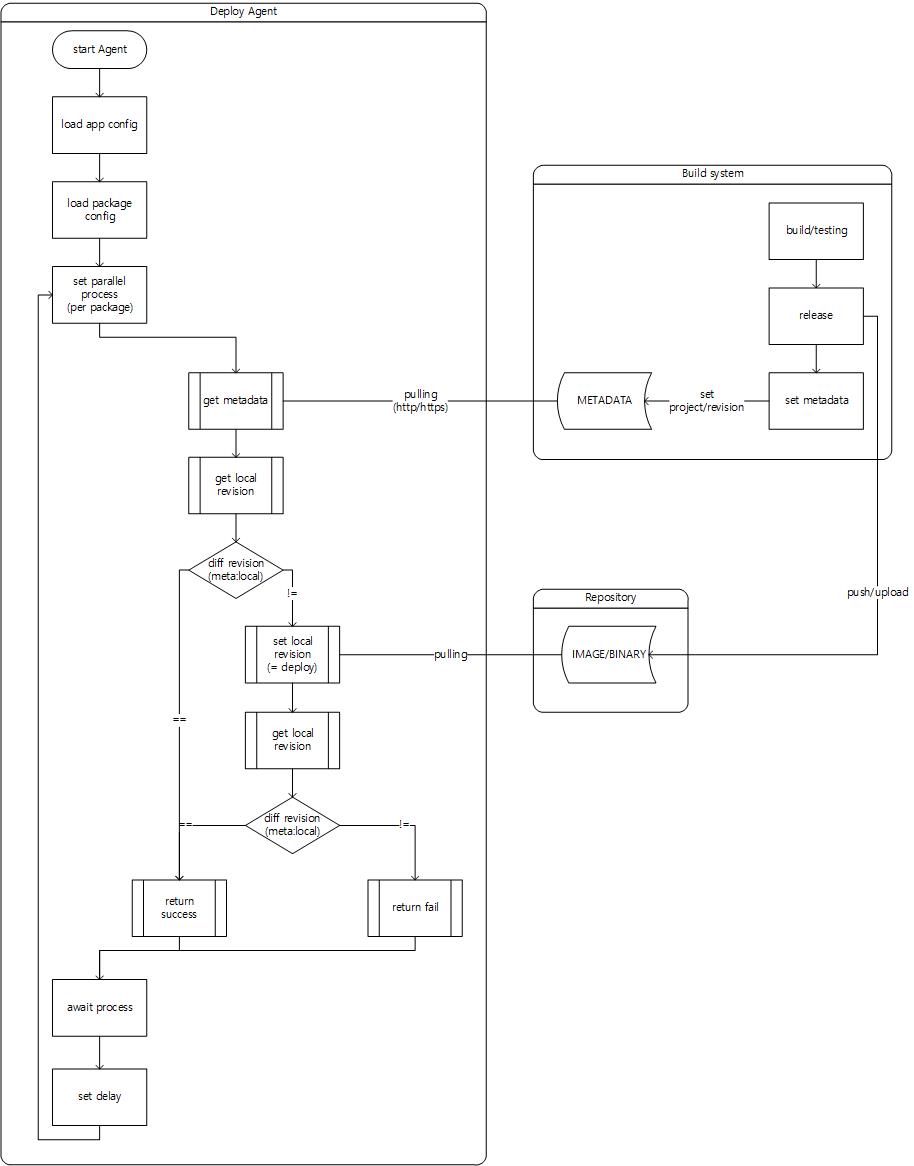 Deploy Agent
start Agent
load app config
load package
config
set parallel
process
(per package)
get metadata
pulling
(http/https)
get local
revision
diff revision
(meta:local)
!=
==
set local
revision
(= deploy)
pulling
get local
revision
diff revision
(meta:local)
==
!=
return
success
return fail
await process
set delay
Build system
build/testing
release
set metadata
set
project/revision
METADATA
push/upload
Repository
IMAGE/BINARY